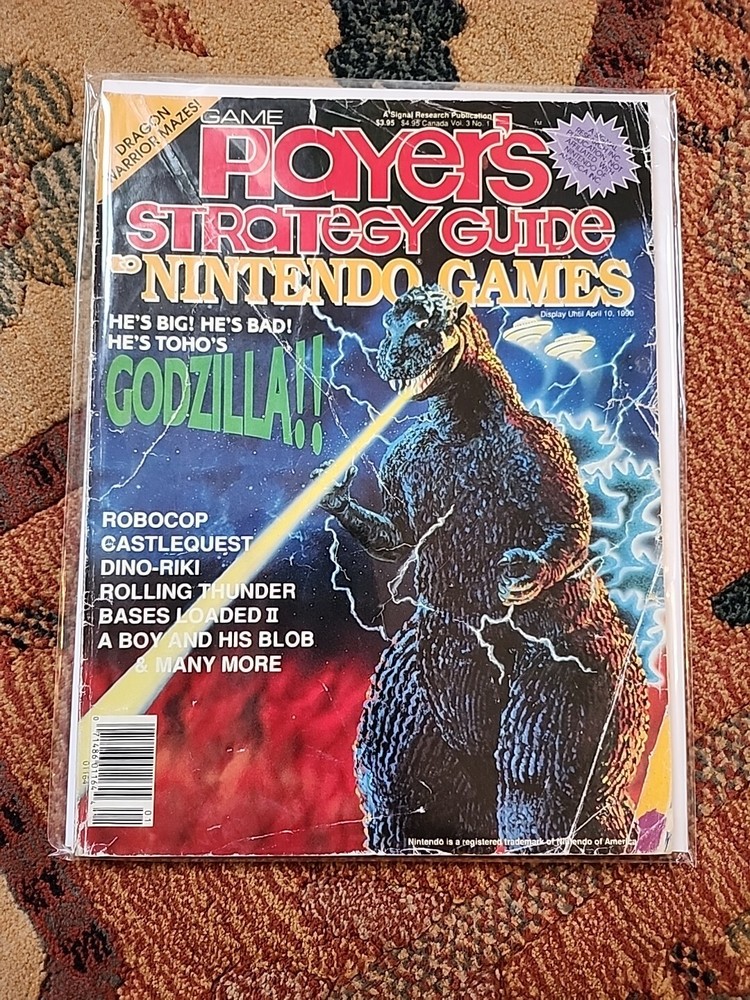 DRAGON
WARRIOR MAZES!
GAME
A Signal Research Publication
$3.95 $4.95 Canada Vol. 3 No. 1
PLAYER'S
TM
STRATEGY GUIDE
to NINTENDO GAMES
Display Until April 10, 1990
HE'S BIG! HE'S BAD!
HE'S TOHO'S
GODZILLA!!
ROBOCOP
CASTLEQUEST
DINO-RIKI
ROLLING THUNDER
BASES LOADED II
A BOY AND HIS BLOB
& MANY MORE
01
Nintendo is a registered trademark of Nintendo of America